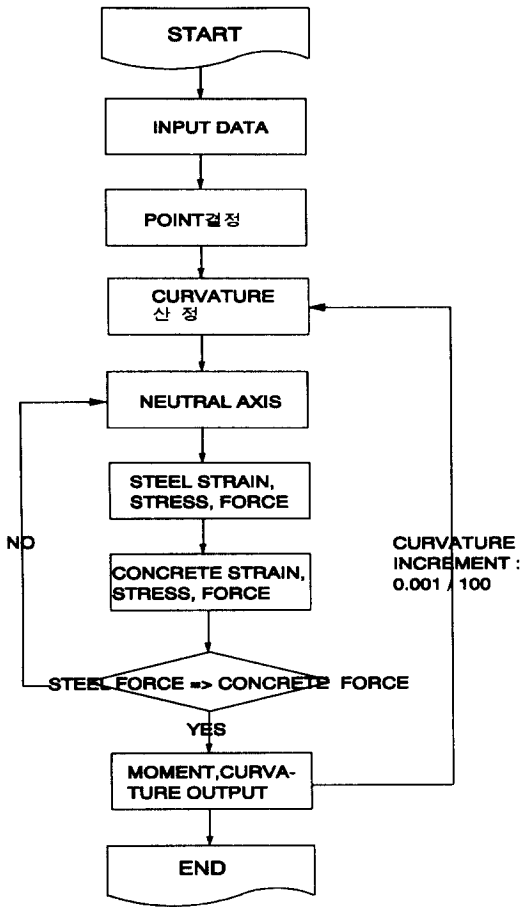 START
INPUT DATA
POINT결정
CURVATURE
산 정
NEUTRAL AXIS
STEEL STRAIN,
STRESS, FORCE
NO
CURVATURE
INCREMENT :
0.001 / 100
CONCRETE STRAIN,
STRESS, FORCE
STEEL FORCE => CONCRETE FORCE
YES
MOMENT,CURVA-
TURE OUTPUT
END